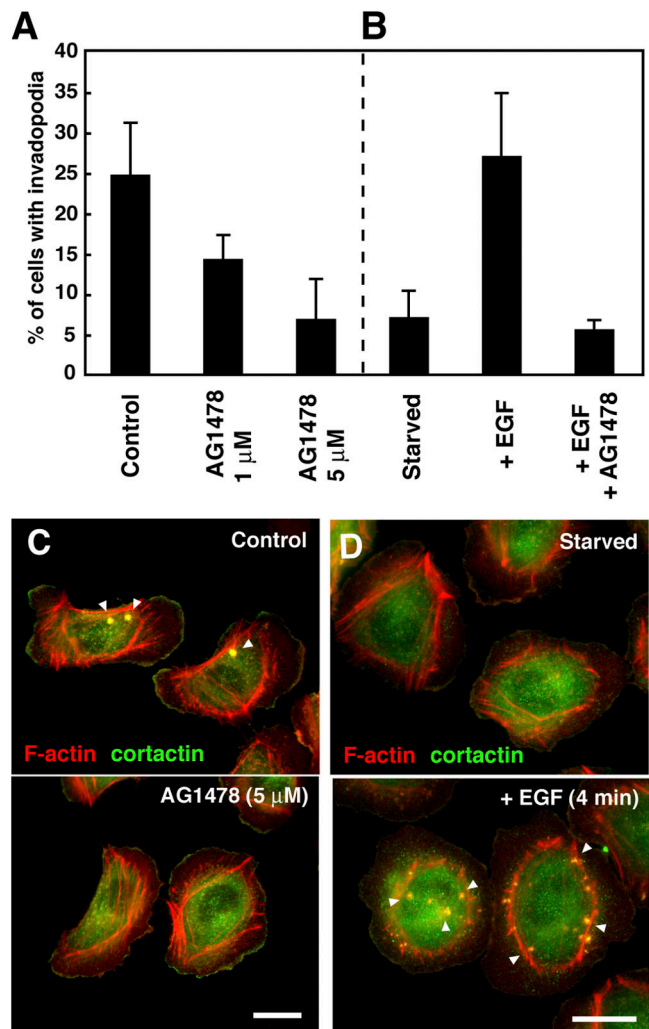 A
B
% of cells with invadopodia
40
35
30
25
20
15
10
5
0
Control
AG1478
1 μM
AG1478
5 μM
Starved
+ EGF
+ EGF
+ AG1478
C
Control
F-actin cortactin
AG1478 (5 μM)
D
Starved
F-actin cortactin
+ EGF (4 min)